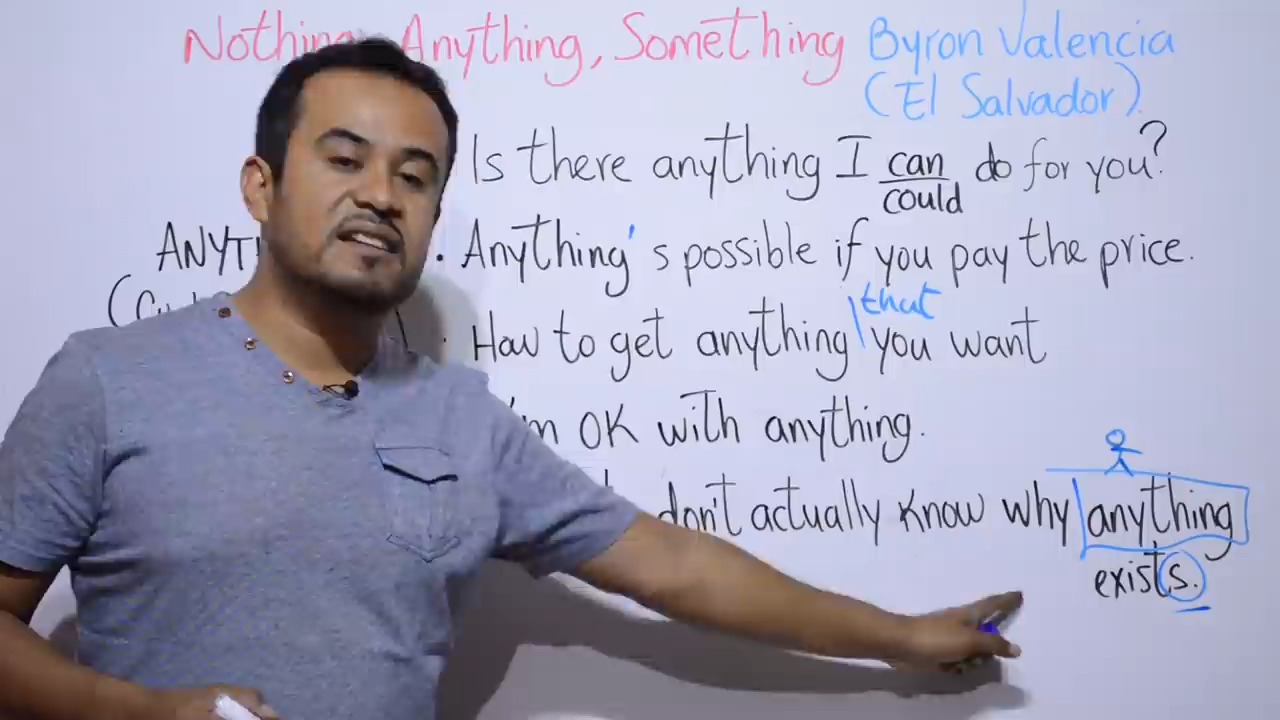 Nothing, Anything, Something Byron Valencia
(El Salvador)
Is there anything I can do for you?
could
ANYTI
• Anything's possible if you pay the price.
that
• How to get anything you want
OK with anything.
don't actually know why anything
exists.